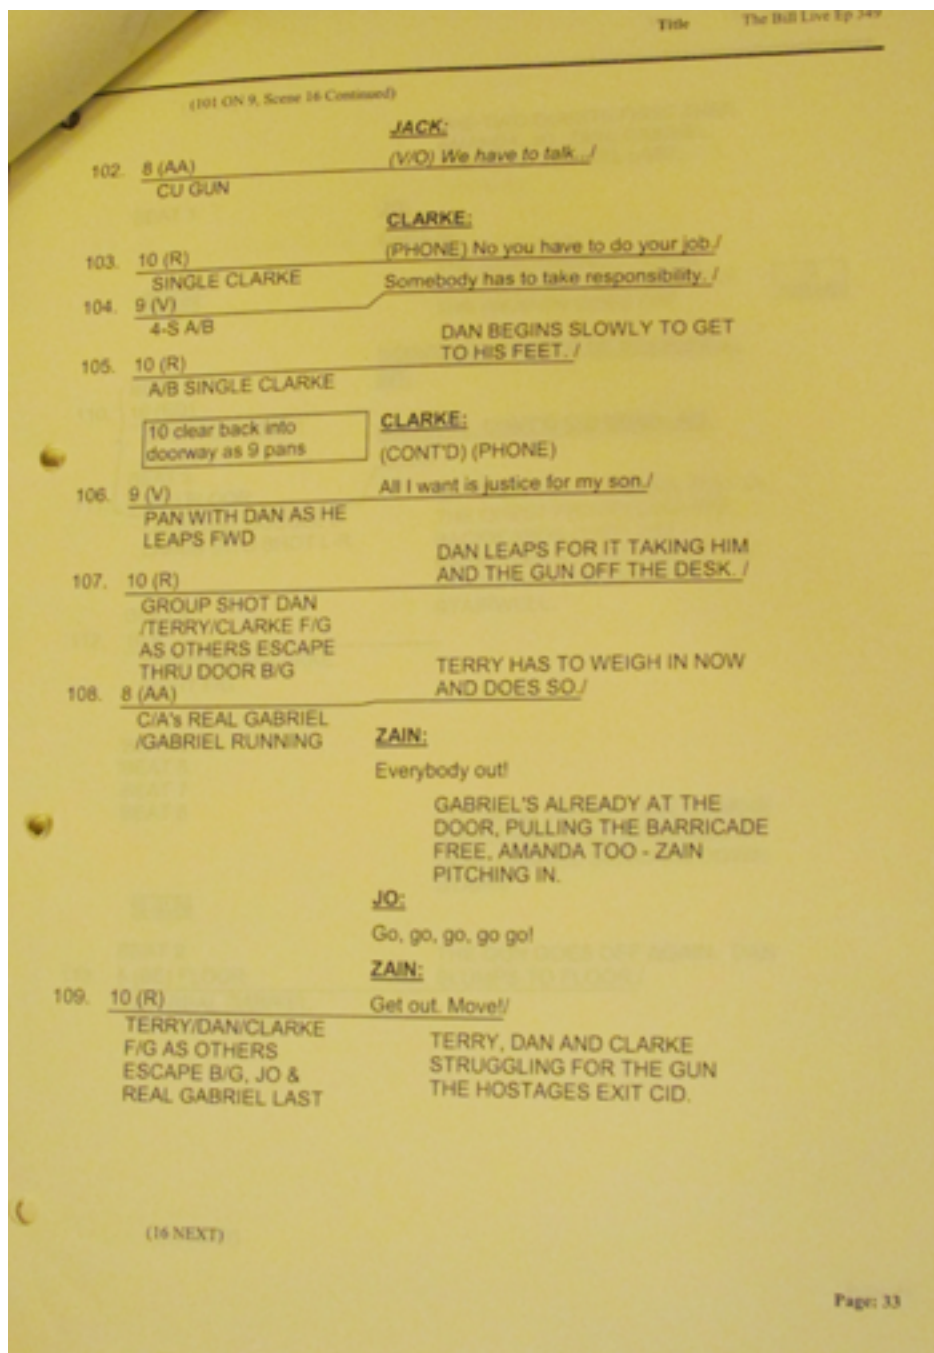 Title The Bill Live Ep 349
(101 ON 9, Scene 16 Continued)
JACK:
102. 8 (AA) (V/O) We have to talk.../
CU GUN
CLARKE:
(PHONE) No you have to do your job./
103. 10 (R)
SINGLE CLARKE Somebody has to take responsibility. /
104. 9 (V)
4-S A/B
DAN BEGINS SLOWLY TO GET
TO HIS FEET. /
105. 10 (R)
A/B SINGLE CLARKE
10 clear back into
doorway as 9 pans
CLARKE:
(CONT'D) (PHONE)
All I want is justice for my son./
106. 9 (V)
PAN WITH DAN AS HE
LEAPS FWD
DAN LEAPS FOR IT TAKING HIM
AND THE GUN OFF THE DESK. /
107. 10 (R)
GROUP SHOT DAN
/TERRY/CLARKE F/G
AS OTHERS ESCAPE
THRU DOOR B/G
TERRY HAS TO WEIGH IN NOW
AND DOES SO./
108. 8 (AA)
C/A's REAL GABRIEL
/GABRIEL RUNNING
ZAIN:
Everybody out!
GABRIEL'S ALREADY AT THE
DOOR, PULLING THE BARRICADE
FREE, AMANDA TOO - ZAIN
PITCHING IN.
JO:
Go, go, go, go go!
ZAIN:
109. 10 (R) Get out. Move!/
TERRY/DAN/CLARKE
F/G AS OTHERS
ESCAPE B/G, JO &
REAL GABRIEL LAST
TERRY, DAN AND CLARKE
STRUGGLING FOR THE GUN
THE HOSTAGES EXIT CID.
(16 NEXT)
Page: 33